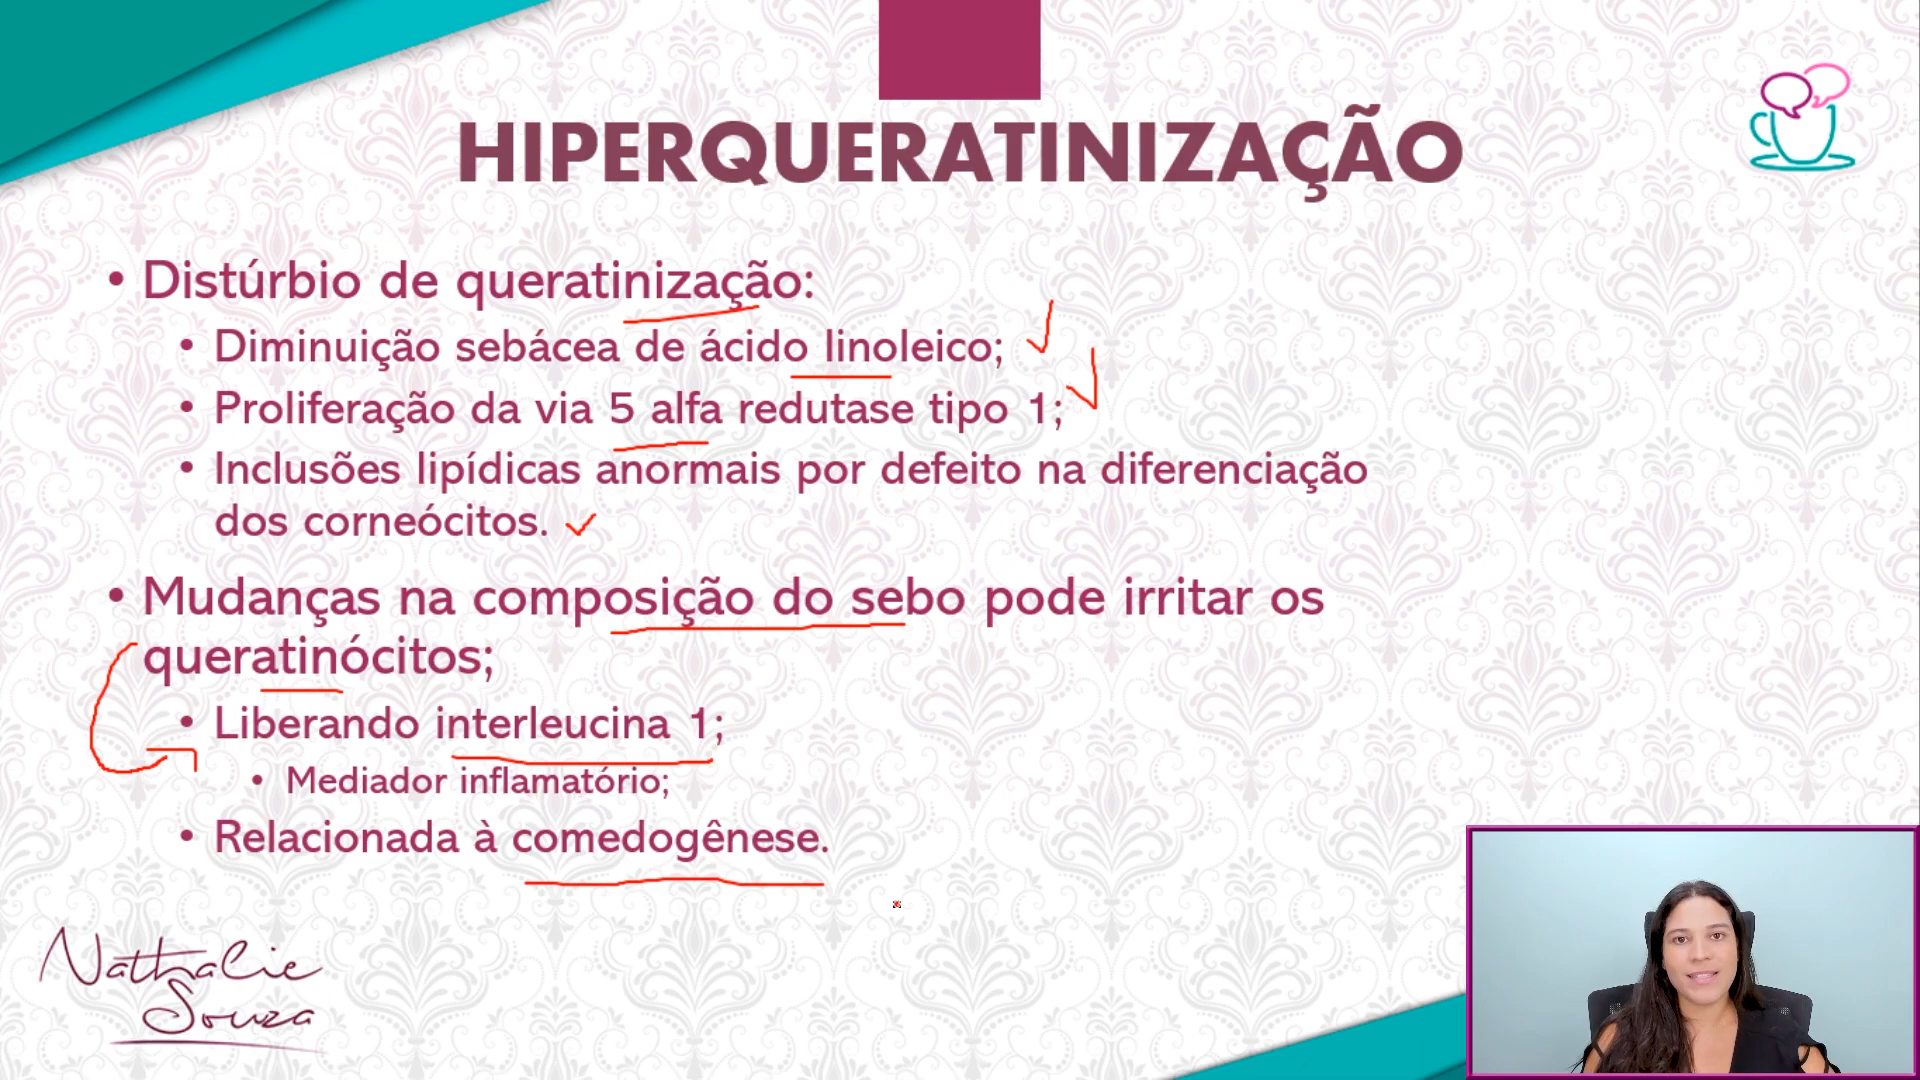 HIPERQUERATINIZAÇÃO
• Distúrbio de queratinização:
• Diminuição sebácea de ácido linoleico;
• Proliferação da via 5 alfa redutase tipo 1;
• Inclusões lipídicas anormais por defeito na diferenciação
dos corneócitos.
• Mudanças na composição do sebo pode irritar os
queratinócitos;
• Liberando interleucina 1;
• Mediador inflamatório;
• Relacionada à comedogênese.
Nathalie
Souza